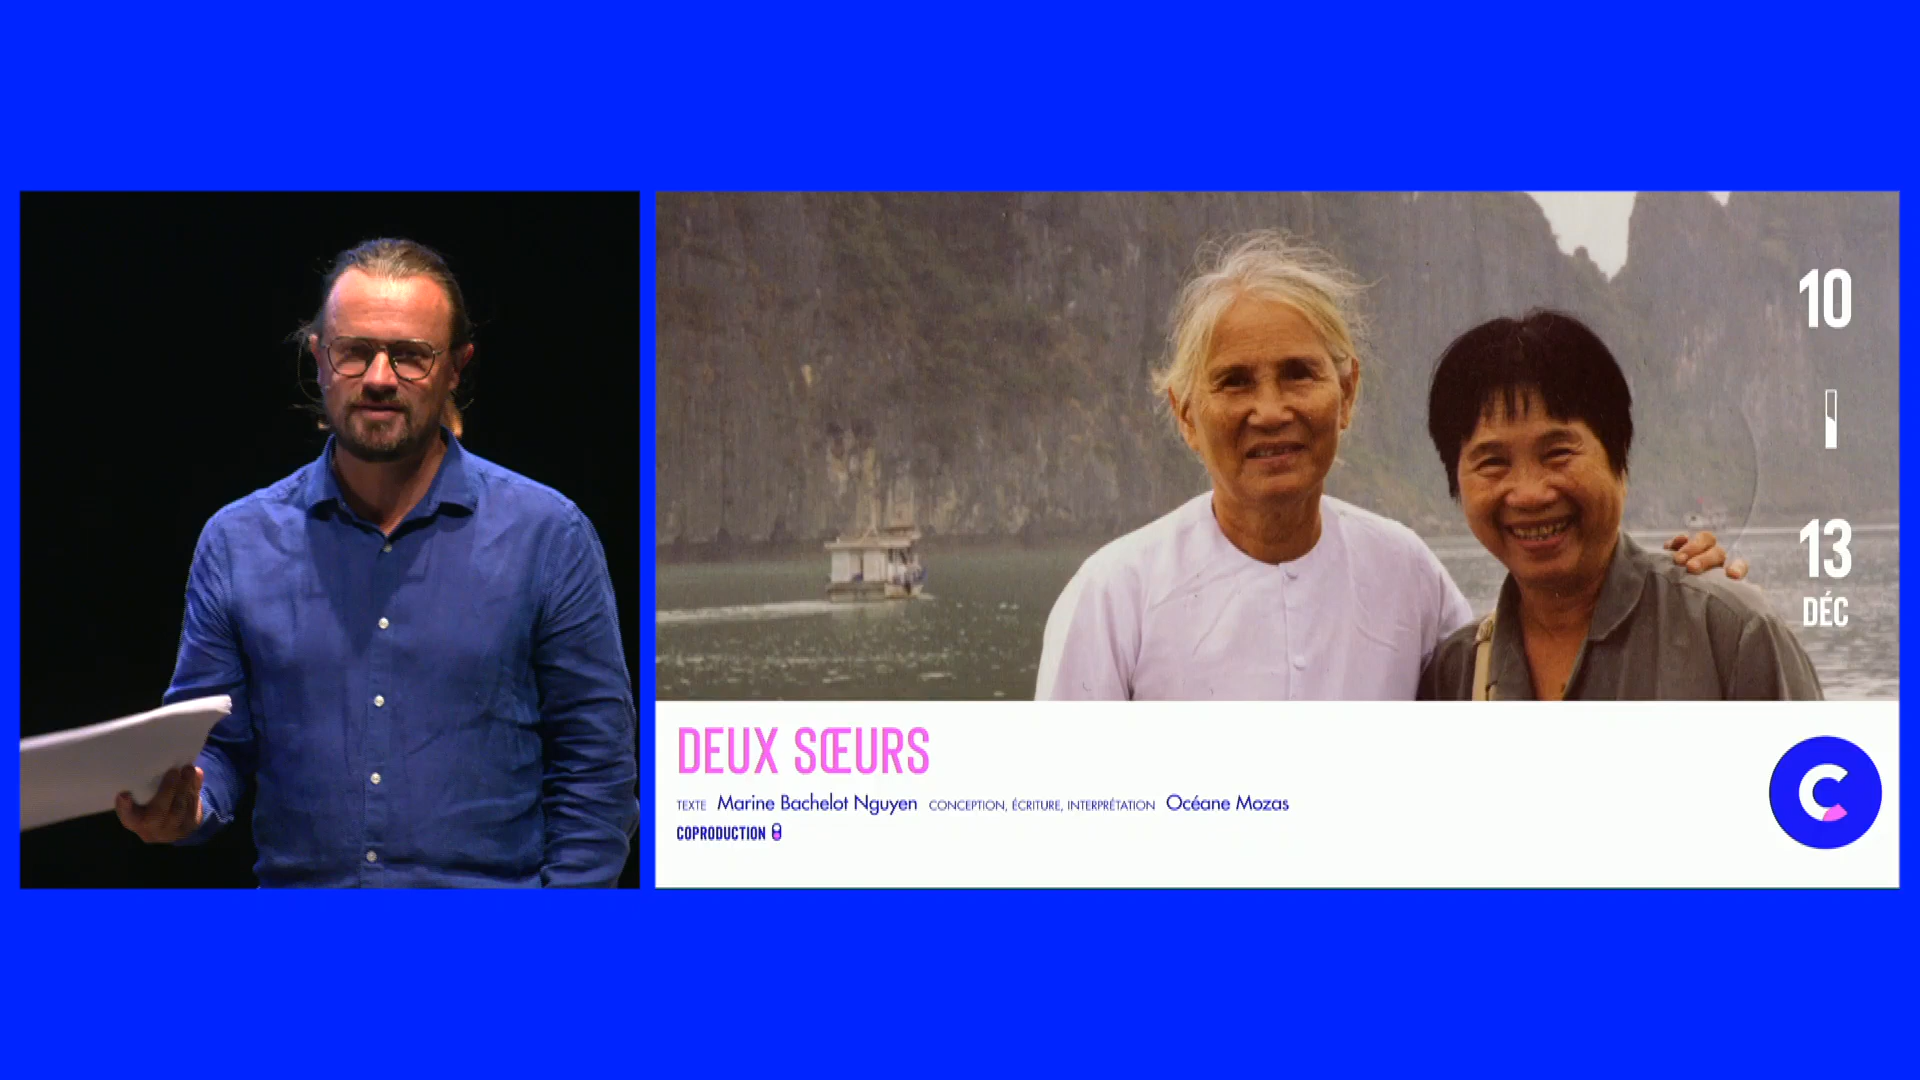 10
13
DÉC
DEUX SŒURS
TEXTE Marine Bachelot Nguyen CONCEPTION, ÉCRITURE, INTERPRÉTATION Océane Mozas
COPRODUCTION
C